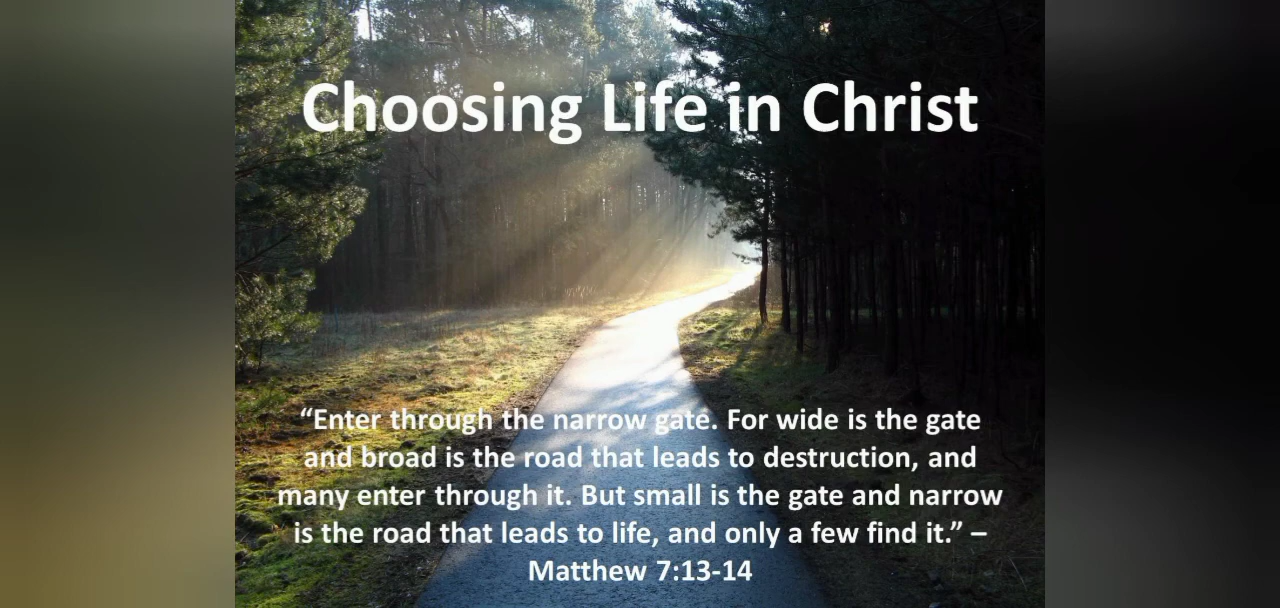 Choosing Life in Christ
“Enter through the narrow gate. For wide is the gate
and broad is the road that leads to destruction, and
many enter through it. But small is the gate and narrow
is the road that leads to life, and only a few find it.” –
Matthew 7:13-14